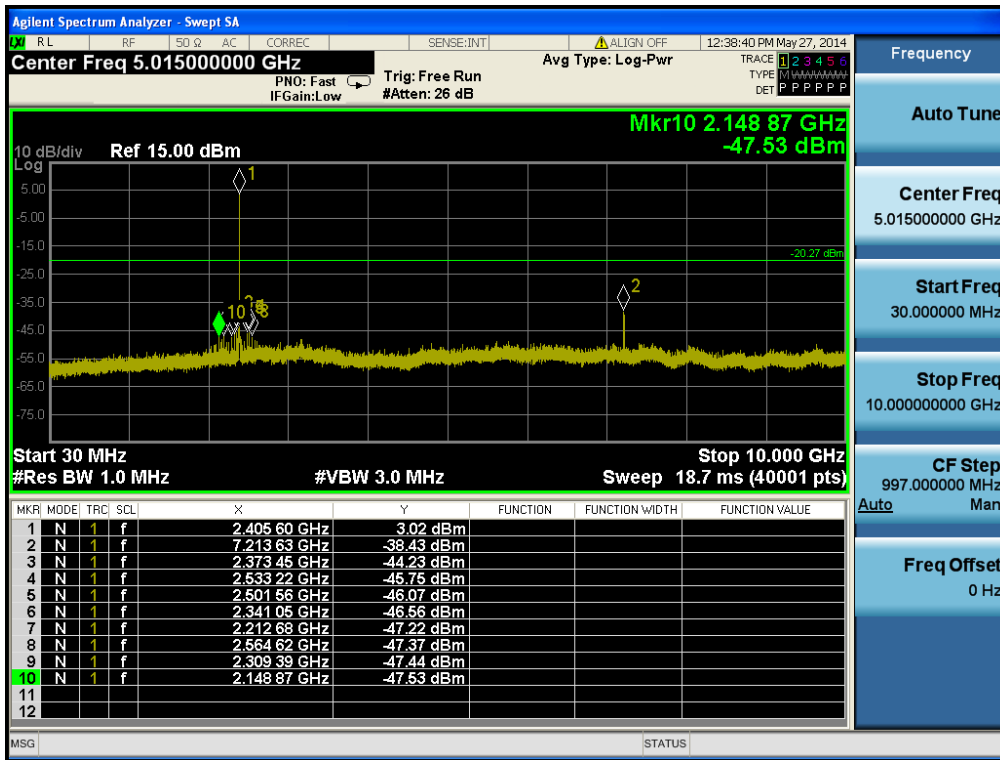 Agilent Spectrum Analyzer - Swept SA
LXI RL RF 50 Ω AC CORREC SENSE:INT ALIGN OFF 12:38:40 PM May 27, 2014
Center Freq 5.015000000 GHz
PNO: Fast
IFGain:Low
Trig: Free Run
#Atten: 26 dB
Avg Type: Log-Pwr
TRACE 1 2 3 4 5 6
TYPE M WWWWW
DET P P P P P P
Mkr10 2.148 87 GHz
-47.53 dBm
10 dB/div Ref 15.00 dBm
Log
5.00
-5.00
-15.0
-25.0
-35.0
-45.0
-55.0
-65.0
-75.0
-20.27 dBm
1
2
10
Start 30 MHz Stop 10.000 GHz
#Res BW 1.0 MHz #VBW 3.0 MHz Sweep 18.7 ms (40001 pts)
MKR MODE TRC SCL X Y FUNCTION FUNCTION WIDTH FUNCTION VALUE
1 N 1 f 2.405 60 GHz 3.02 dBm
2 N 1 f 7.213 63 GHz -38.43 dBm
3 N 1 f 2.373 45 GHz -44.23 dBm
4 N 1 f 2.533 22 GHz -45.75 dBm
5 N 1 f 2.501 56 GHz -46.07 dBm
6 N 1 f 2.341 05 GHz -46.56 dBm
7 N 1 f 2.212 68 GHz -47.22 dBm
8 N 1 f 2.564 62 GHz -47.37 dBm
9 N 1 f 2.309 39 GHz -47.44 dBm
10 N 1 f 2.148 87 GHz -47.53 dBm
11
12
MSG STATUS
Frequency
Auto Tune
Center Freq
5.015000000 GHz
Start Freq
30.000000 MHz
Stop Freq
10.000000000 GHz
CF Step
997.000000 MHz
Auto Man
Freq Offset
0 Hz